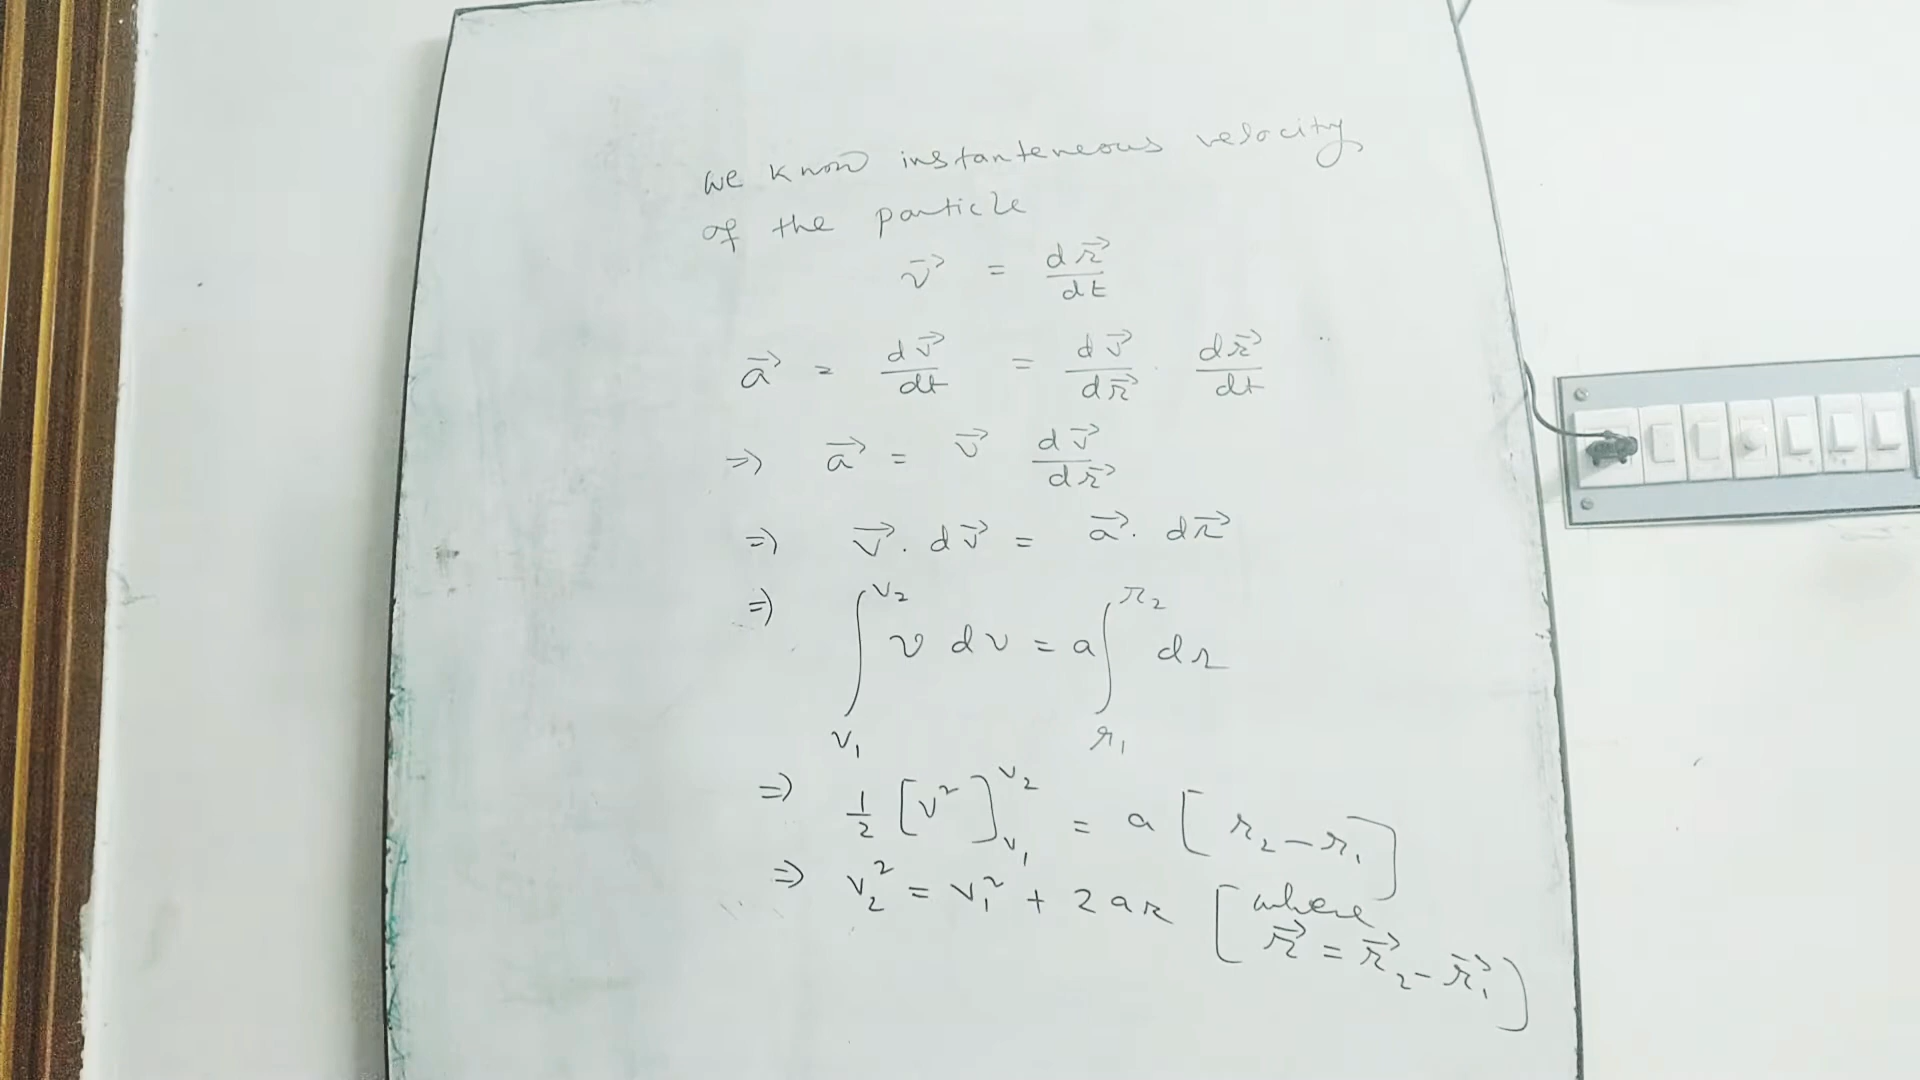 we know instanteneous velocity
of the particle
v⃗ = dr⃗/dt
a⃗ = dv⃗/dt = dv⃗/dr⃗ . dr⃗/dt
⇒ a⃗ = v⃗ dv⃗/dr⃗
⇒ v⃗ . dv⃗ = a⃗ . dr⃗
⇒ ∫_{v₁}^{v₂} v dv = a ∫_{r₁}^{r₂} dr
⇒ 1/2 [v²]_{v₁}^{v₂} = a [r₂ − r₁]
⇒ v₂² = v₁² + 2ar [where
r⃗ = r⃗₂ − r⃗₁]